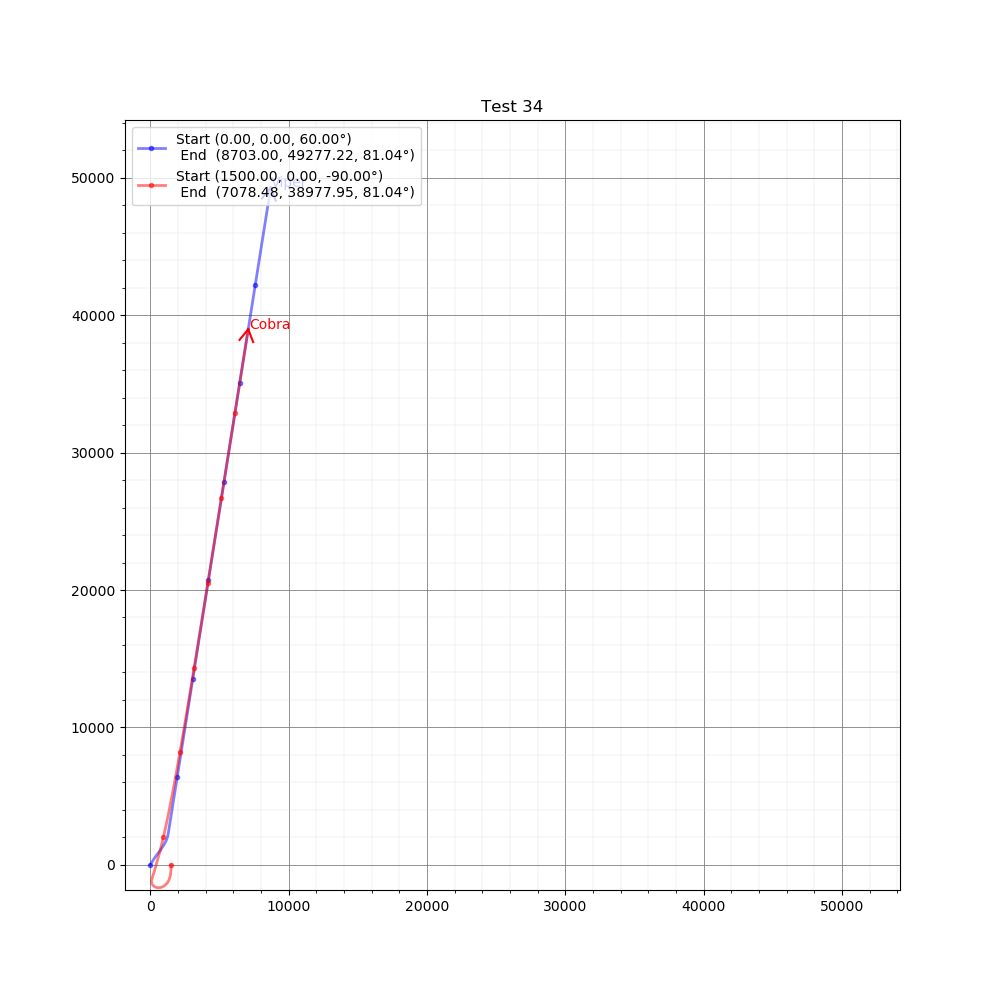 Test 34
Start (0.00, 0.00, 60.00°)
End (8703.00, 49277.22, 81.04°)
Start (1500.00, 0.00, -90.00°)
End (7078.48, 38977.95, 81.04°)
50000
Cobra
40000
30000
20000
10000
0
0 10000 20000 30000 40000 50000